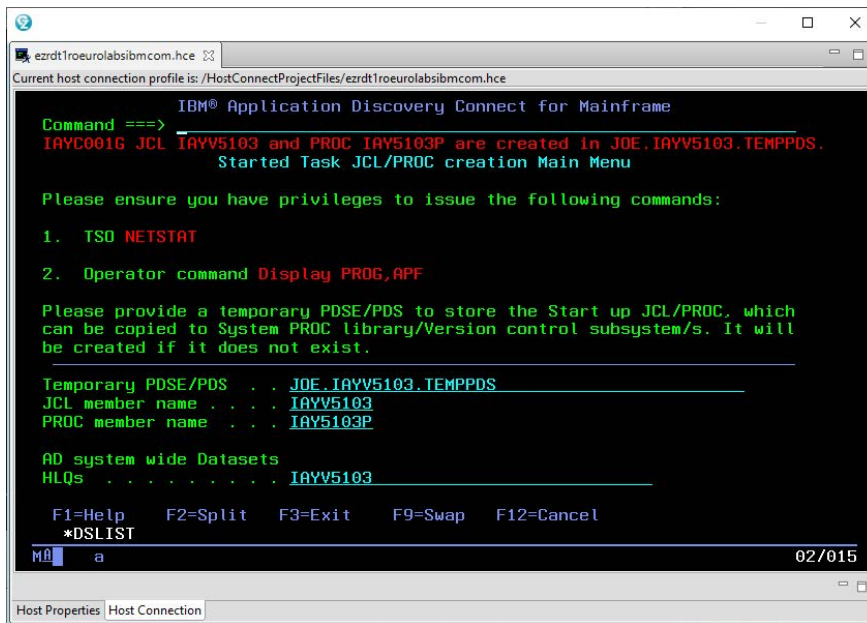 ezrdt1roeurolabsibmcom.hce
Current host connection profile is: /HostConnectProjectFiles/ezrdt1roeurolabsibmcom.hce
IBM® Application Discovery Connect for Mainframe
Command ===> _
IAYC001G JCL IAYV5103 and PROC IAY5103P are created in JOE.IAYV5103.TEMPPDS.
Started Task JCL/PROC creation Main Menu
Please ensure you have privileges to issue the following commands:
1. TSO NETSTAT
2. Operator command Display PROG,APF
Please provide a temporary PDSE/PDS to store the Start up JCL/PROC, which
can be copied to System PROC library/Version control subsystem/s. It will
be created if it does not exist.
Temporary PDSE/PDS . . JOE.IAYV5103.TEMPPDS
JCL member name . . . . IAYV5103
PROC member name . . . IAY5103P
AD system wide Datasets
HLQs . . . . . . . . . IAYV5103
F1=Help F2=Split F3=Exit F9=Swap F12=Cancel
*DSLIST
MA a 02/015
Host Properties Host Connection